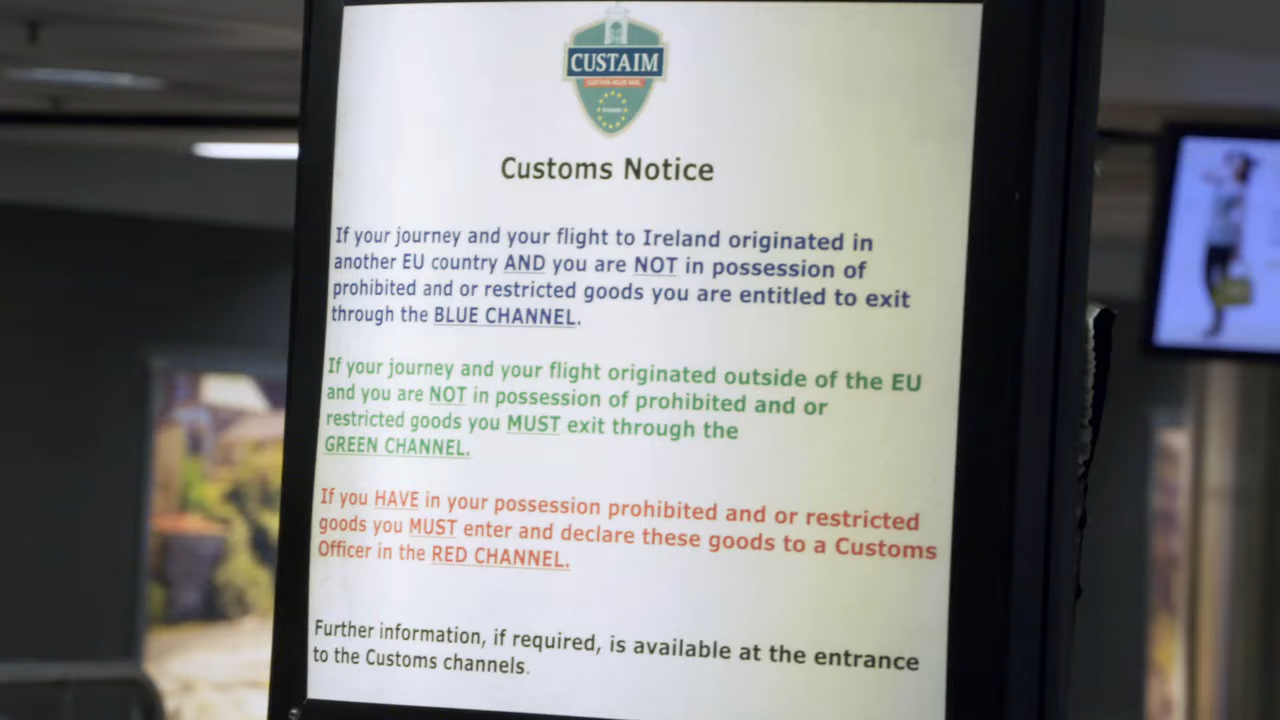 CUSTAIM
Customs Notice
If your journey and your flight to Ireland originated in
another EU country AND you are NOT in possession of
prohibited and or restricted goods you are entitled to exit
through the BLUE CHANNEL.
If your journey and your flight originated outside of the EU
and you are NOT in possession of prohibited and or
restricted goods you MUST exit through the
GREEN CHANNEL.
If you HAVE in your possession prohibited and or restricted
goods you MUST enter and declare these goods to a Customs
Officer in the RED CHANNEL.
Further information, if required, is available at the entrance
to the Customs channels.